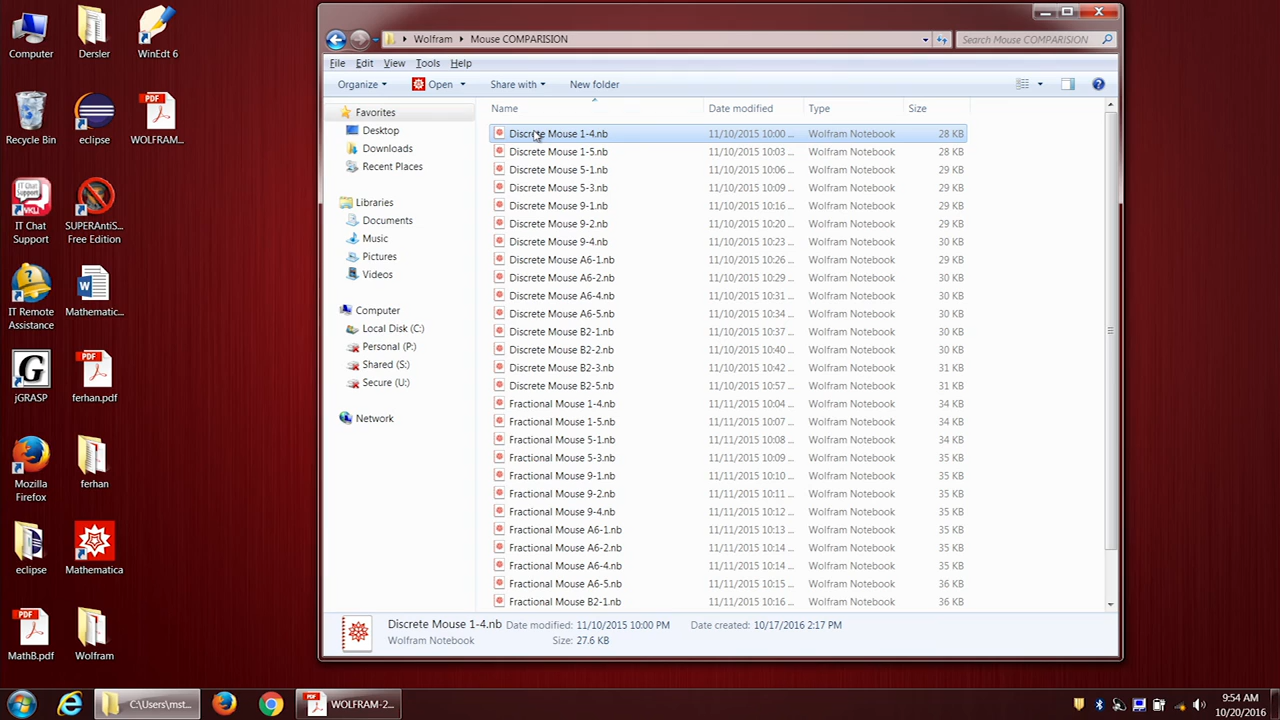 Computer
Dersler
WinEdt 6
Recycle Bin
eclipse
WOLFRAM...
IT Chat
Support
SUPERAntiS...
Free Edition
IT Remote
Assistance
Mathematic...
jGRASP
ferhan.pdf
Mozilla
Firefox
ferhan
eclipse
Mathematica
MathB.pdf
Wolfram
Wolfram Mouse COMPARISION
Search Mouse COMPARISION
File Edit View Tools Help
Organize Open Share with New folder
Favorites
Desktop
Downloads
Recent Places
Libraries
Documents
Music
Pictures
Videos
Computer
Local Disk (C:)
Personal (P:)
Shared (S:)
Secure (U:)
Network
Name Date modified Type Size
Discrete Mouse 1-4.nb 11/10/2015 10:00 ... Wolfram Notebook 28 KB
Discrete Mouse 1-5.nb 11/10/2015 10:03 ... Wolfram Notebook 28 KB
Discrete Mouse 5-1.nb 11/10/2015 10:06 ... Wolfram Notebook 29 KB
Discrete Mouse 5-3.nb 11/10/2015 10:09 ... Wolfram Notebook 29 KB
Discrete Mouse 9-1.nb 11/10/2015 10:16 ... Wolfram Notebook 29 KB
Discrete Mouse 9-2.nb 11/10/2015 10:20 ... Wolfram Notebook 29 KB
Discrete Mouse 9-4.nb 11/10/2015 10:23 ... Wolfram Notebook 30 KB
Discrete Mouse A6-1.nb 11/10/2015 10:26 ... Wolfram Notebook 29 KB
Discrete Mouse A6-2.nb 11/10/2015 10:29 ... Wolfram Notebook 30 KB
Discrete Mouse A6-4.nb 11/10/2015 10:31 ... Wolfram Notebook 30 KB
Discrete Mouse A6-5.nb 11/10/2015 10:34 ... Wolfram Notebook 30 KB
Discrete Mouse B2-1.nb 11/10/2015 10:37 ... Wolfram Notebook 30 KB
Discrete Mouse B2-2.nb 11/10/2015 10:40 ... Wolfram Notebook 30 KB
Discrete Mouse B2-3.nb 11/10/2015 10:42 ... Wolfram Notebook 31 KB
Discrete Mouse B2-5.nb 11/10/2015 10:57 ... Wolfram Notebook 31 KB
Fractional Mouse 1-4.nb 11/11/2015 10:04 ... Wolfram Notebook 34 KB
Fractional Mouse 1-5.nb 11/11/2015 10:07 ... Wolfram Notebook 34 KB
Fractional Mouse 5-1.nb 11/11/2015 10:08 ... Wolfram Notebook 34 KB
Fractional Mouse 5-3.nb 11/11/2015 10:09 ... Wolfram Notebook 34 KB
Fractional Mouse 9-1.nb 11/11/2015 10:10 ... Wolfram Notebook 35 KB
Fractional Mouse 9-2.nb 11/11/2015 10:11 ... Wolfram Notebook 35 KB
Fractional Mouse 9-4.nb 11/11/2015 10:12 ... Wolfram Notebook 35 KB
Fractional Mouse A6-1.nb 11/11/2015 10:13 ... Wolfram Notebook 35 KB
Fractional Mouse A6-2.nb 11/11/2015 10:14 ... Wolfram Notebook 35 KB
Fractional Mouse A6-4.nb 11/11/2015 10:14 ... Wolfram Notebook 35 KB
Fractional Mouse A6-5.nb 11/11/2015 10:15 ... Wolfram Notebook 36 KB
Fractional Mouse B2-1.nb 11/11/2015 10:16 ... Wolfram Notebook 36 KB
Discrete Mouse 1-4.nb Date modified: 11/10/2015 10:00 PM Date created: 10/17/2016 2:17 PM
Wolfram Notebook Size: 27.6 KB
C:\Users\mst... WOLFRAM-2... 9:54 AM
10/20/2016